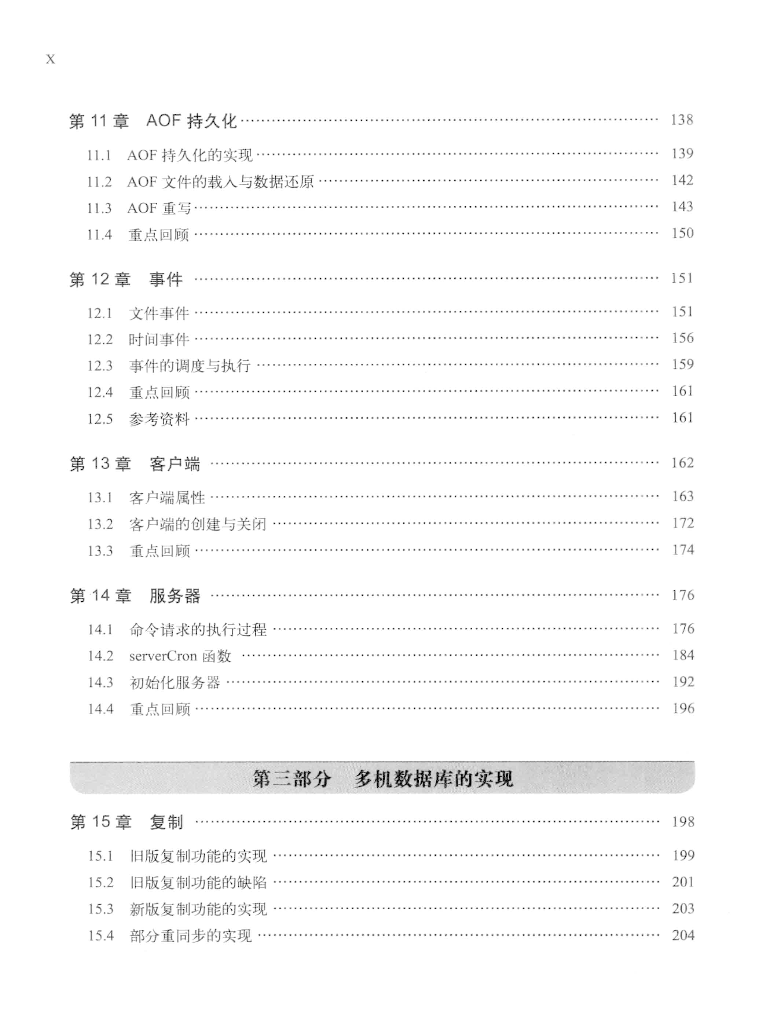 X
第 11 章 AOF 持久化 138
11.1 AOF 持久化的实现 139
11.2 AOF 文件的载入与数据还原 142
11.3 AOF 重写 143
11.4 重点回顾 150
第 12 章 事件 151
12.1 文件事件 151
12.2 时间事件 156
12.3 事件的调度与执行 159
12.4 重点回顾 161
12.5 参考资料 161
第 13 章 客户端 162
13.1 客户端属性 163
13.2 客户端的创建与关闭 172
13.3 重点回顾 174
第 14 章 服务器 176
14.1 命令请求的执行过程 176
14.2 serverCron 函数 184
14.3 初始化服务器 192
14.4 重点回顾 196
第三部分 多机数据库的实现
第 15 章 复制 198
15.1 旧版复制功能的实现 199
15.2 旧版复制功能的缺陷 201
15.3 新版复制功能的实现 203
15.4 部分重同步的实现 204